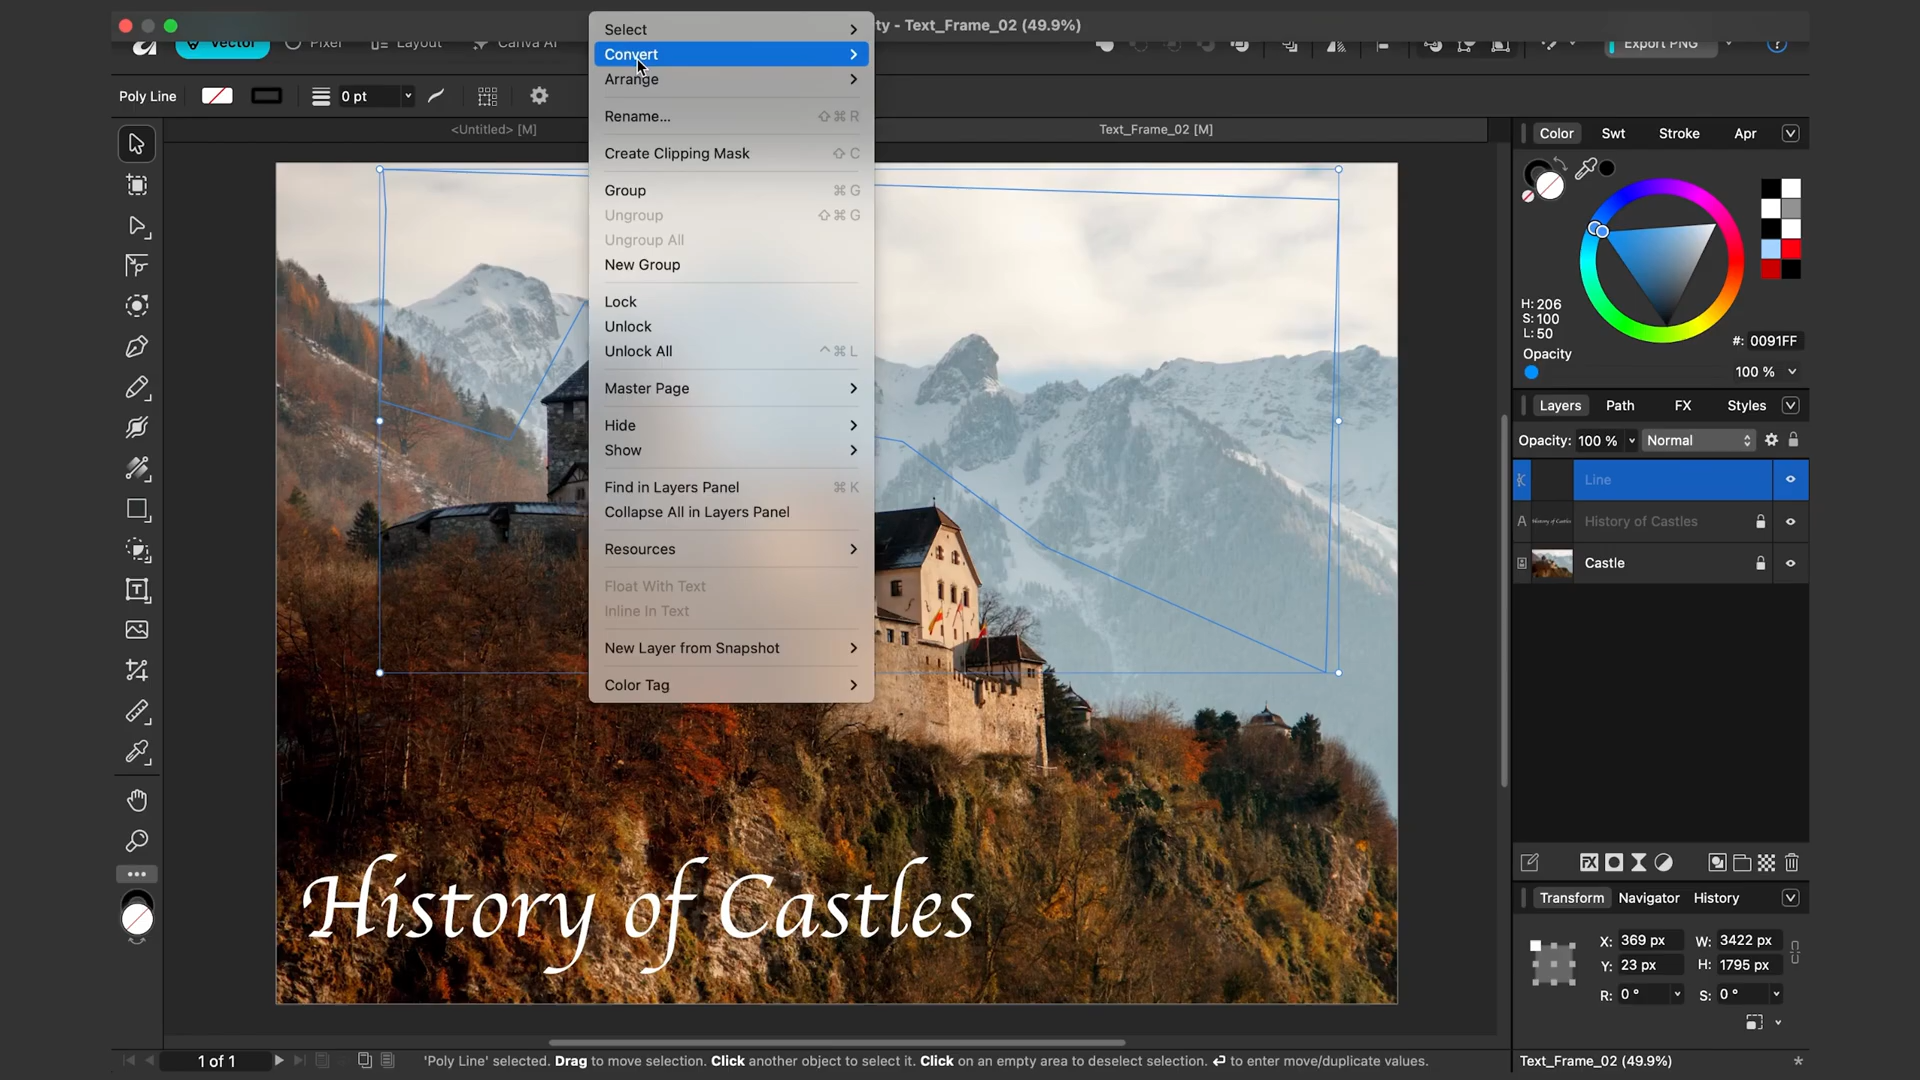 ty - Text_Frame_02 (49.9%)
Vector
Pixel
Layout
Canva AI
Export PNG
?
Poly Line
0 pt
<Untitled> [M]
Text_Frame_02 [M]
Select
Convert
Arrange
Rename... ⇧⌘R
Create Clipping Mask ⇧C
Group ⌘G
Ungroup ⇧⌘G
Ungroup All
New Group
Lock
Unlock
Unlock All ^⌘L
Master Page
Hide
Show
Find in Layers Panel ⌘K
Collapse All in Layers Panel
Resources
Float With Text
Inline In Text
New Layer from Snapshot
Color Tag
History of Castles
Color Swt Stroke Apr
H: 206
S: 100
L: 50
#: 0091FF
Opacity
100 %
Layers Path FX Styles
Opacity: 100 % Normal
Line
A History of Castles History of Castles
Castle
FX
Transform Navigator History
X: 369 px W: 3422 px
Y: 23 px H: 1795 px
R: 0 ° S: 0 °
1 of 1
'Poly Line' selected. Drag to move selection. Click another object to select it. Click on an empty area to deselect selection. ↵ to enter move/duplicate values.
Text_Frame_02 (49.9%) *